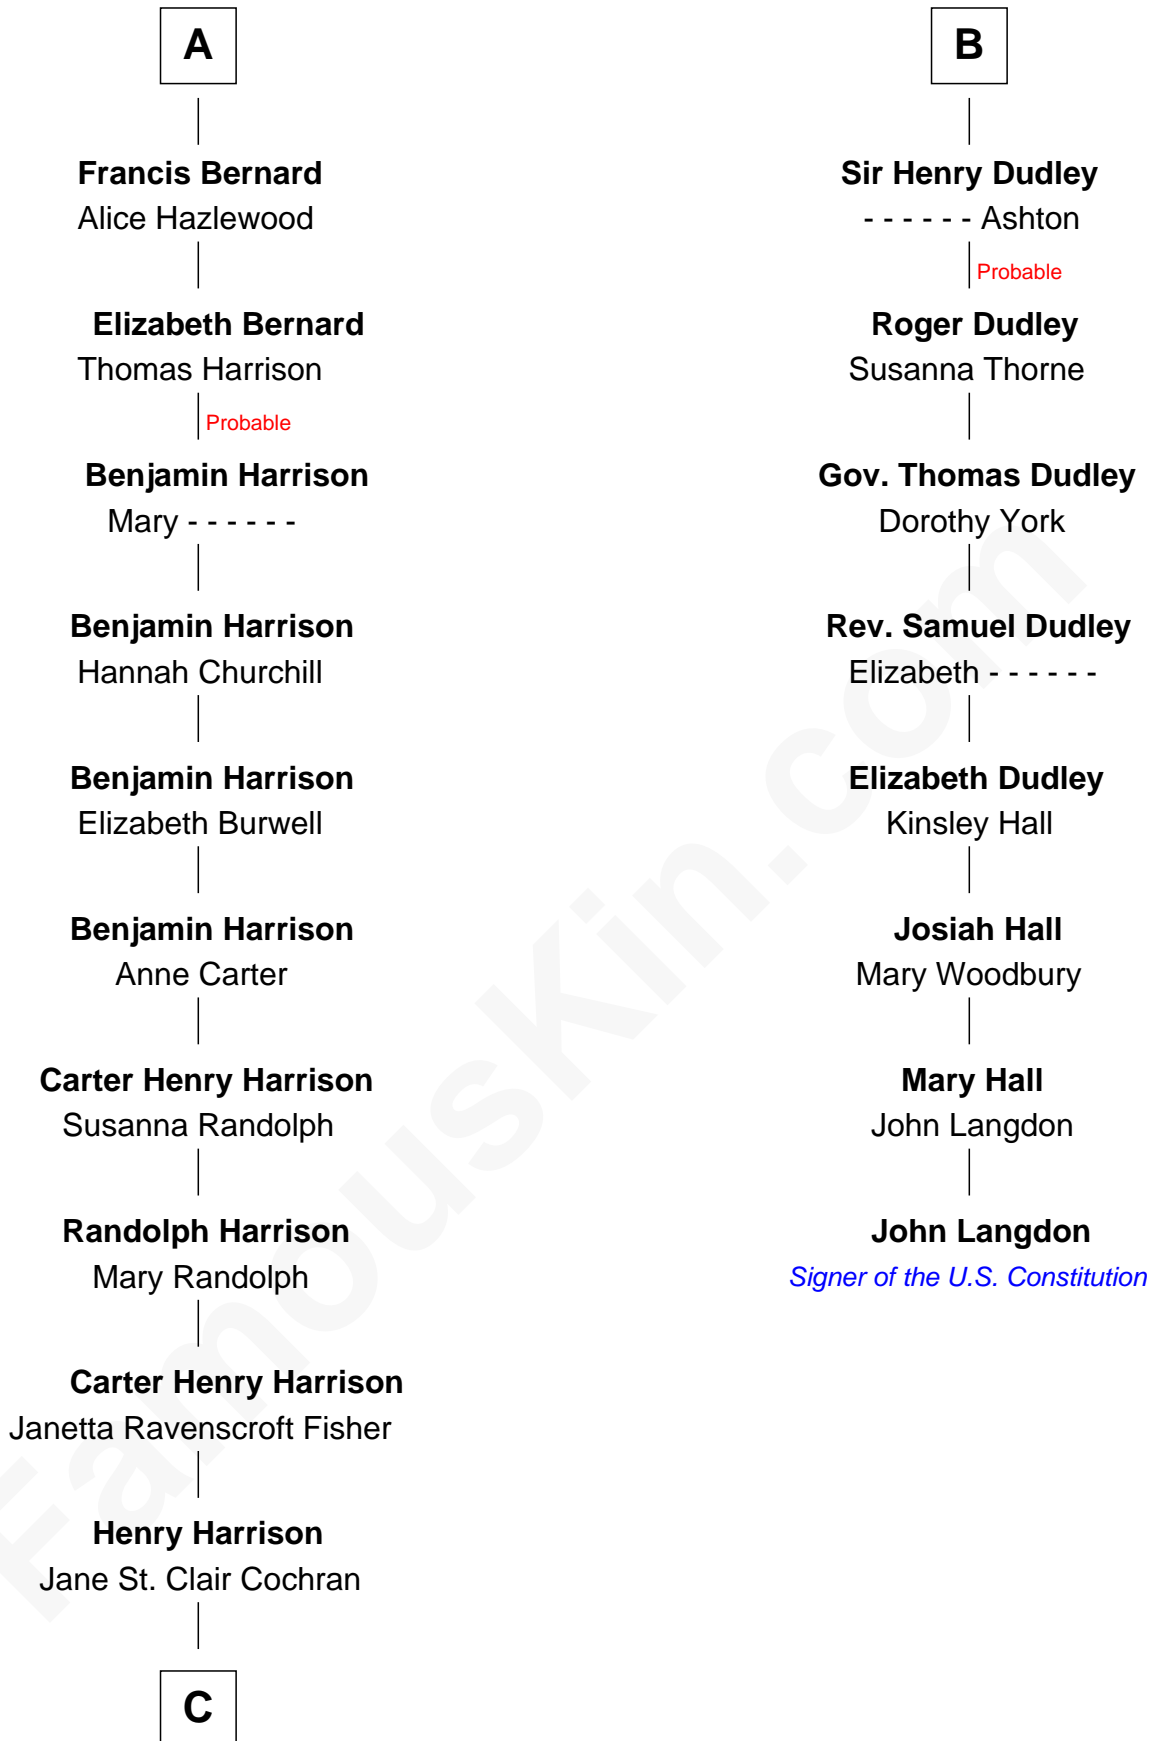 A
Francis Bernard
Alice Hazlewood
Elizabeth Bernard
Thomas Harrison
Probable
Benjamin Harrison
Mary - - - - - -
Benjamin Harrison
Hannah Churchill
Benjamin Harrison
Elizabeth Burwell
Benjamin Harrison
Anne Carter
Carter Henry Harrison
Susanna Randolph
Randolph Harrison
Mary Randolph
Carter Henry Harrison
Janetta Ravenscroft Fisher
Henry Harrison
Jane St. Clair Cochran
C
B
Sir Henry Dudley
- - - - - - Ashton
Probable
Roger Dudley
Susanna Thorne
Gov. Thomas Dudley
Dorothy York
Rev. Samuel Dudley
Elizabeth - - - - - -
Elizabeth Dudley
Kinsley Hall
Josiah Hall
Mary Woodbury
Mary Hall
John Langdon
John Langdon
Signer of the U.S. Constitution
FamousKin.com